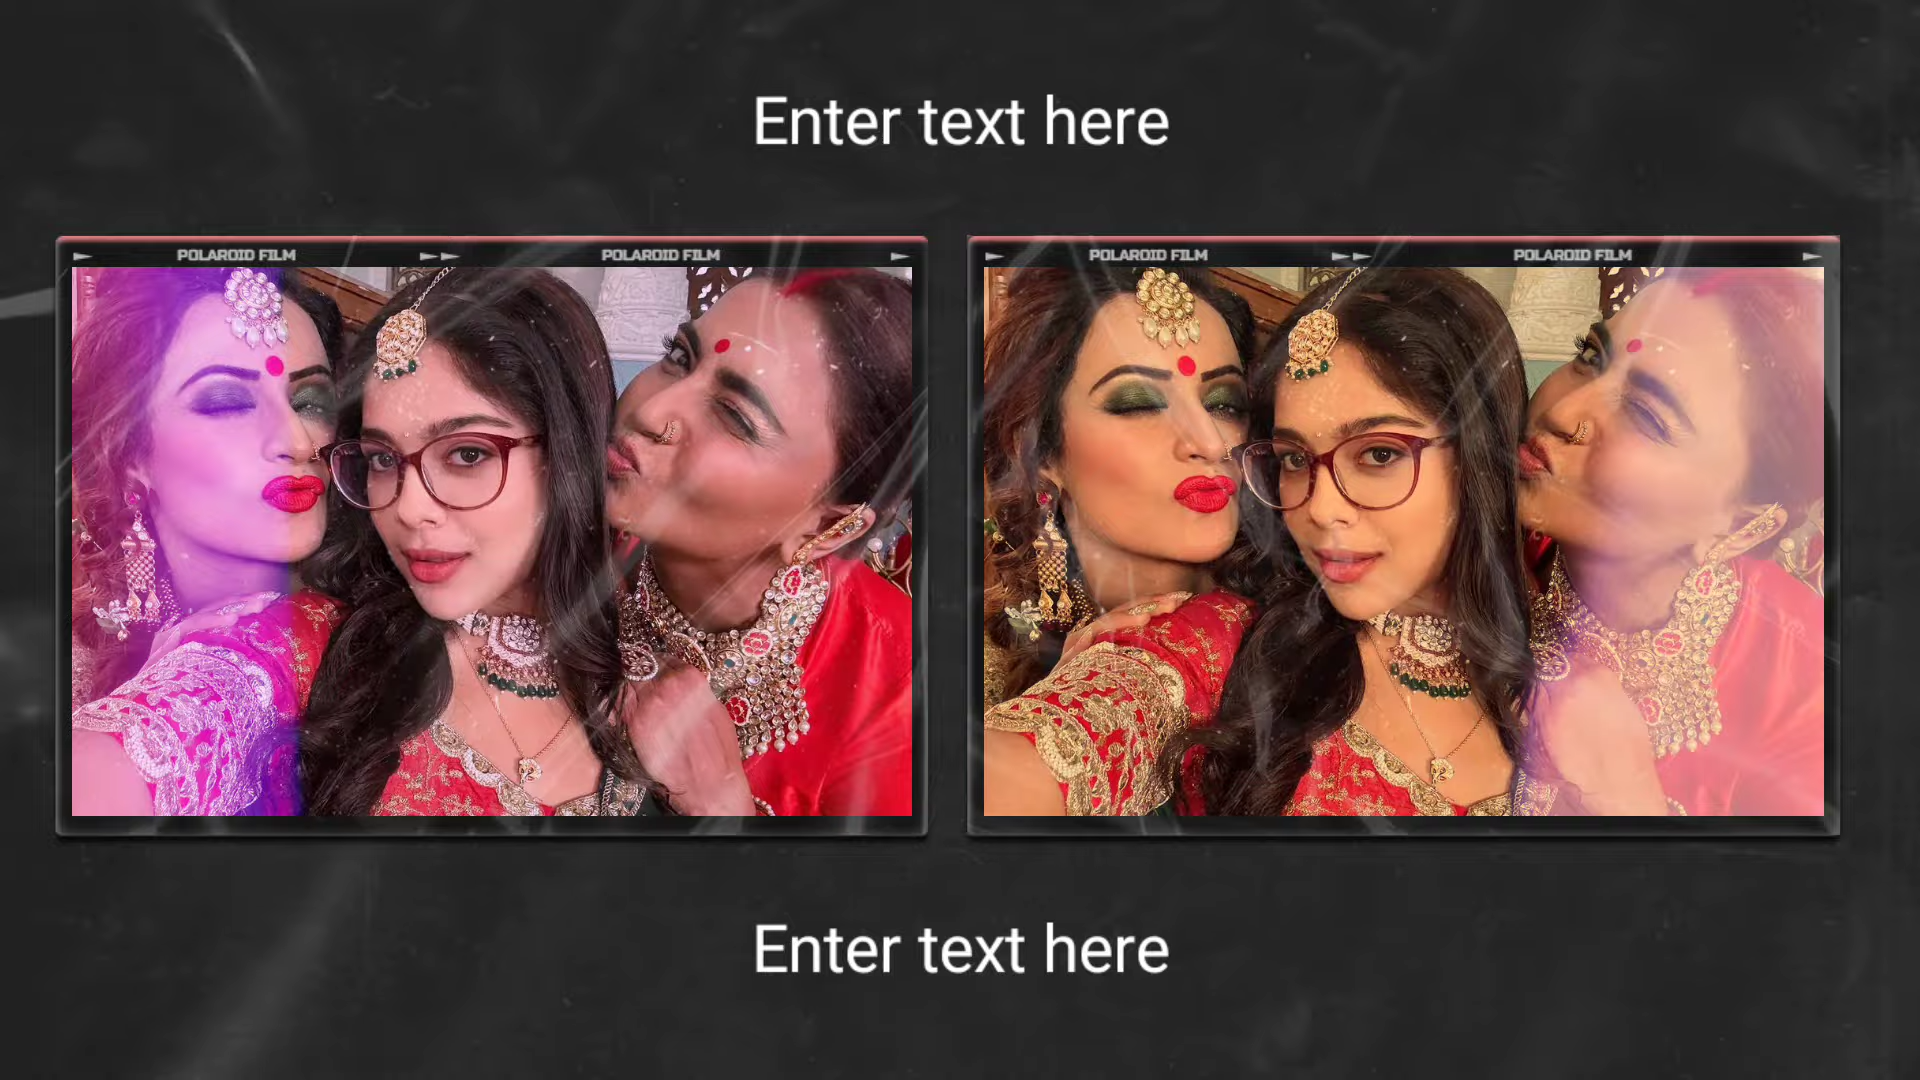 Enter text here
POLAROID FILM POLAROID FILM POLAROID FILM POLAROID FILM
Enter text here